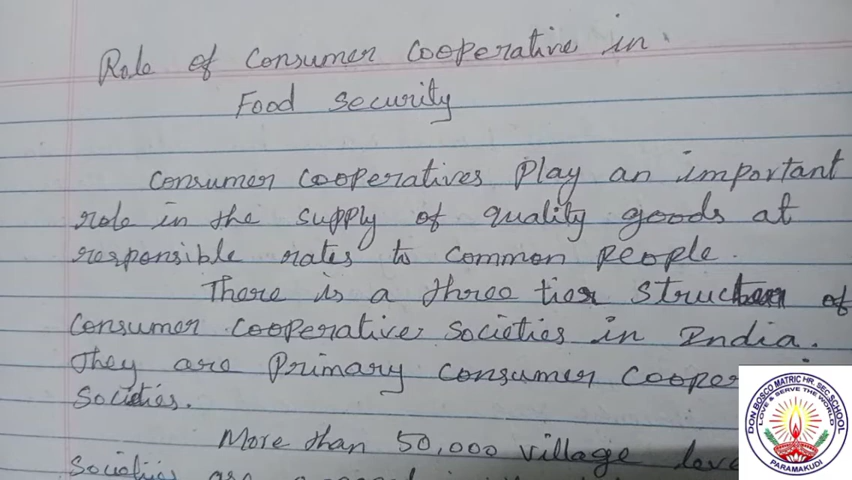 Role of Consumer Cooperative in
Food Security
Consumer Cooperatives Play an important
role in the supply of quality goods at
responsible rates to common people.
There is a three tier structure of
Consumer Cooperative Societies in India.
They are Primary Consumer Cooper
Societies.
More than 50,000 village leve
Societies are
DON BOSCO MATRIC HR. SEC. SCHOOL
LOVE & SERVE THE WORLD
PARAMAKUDI